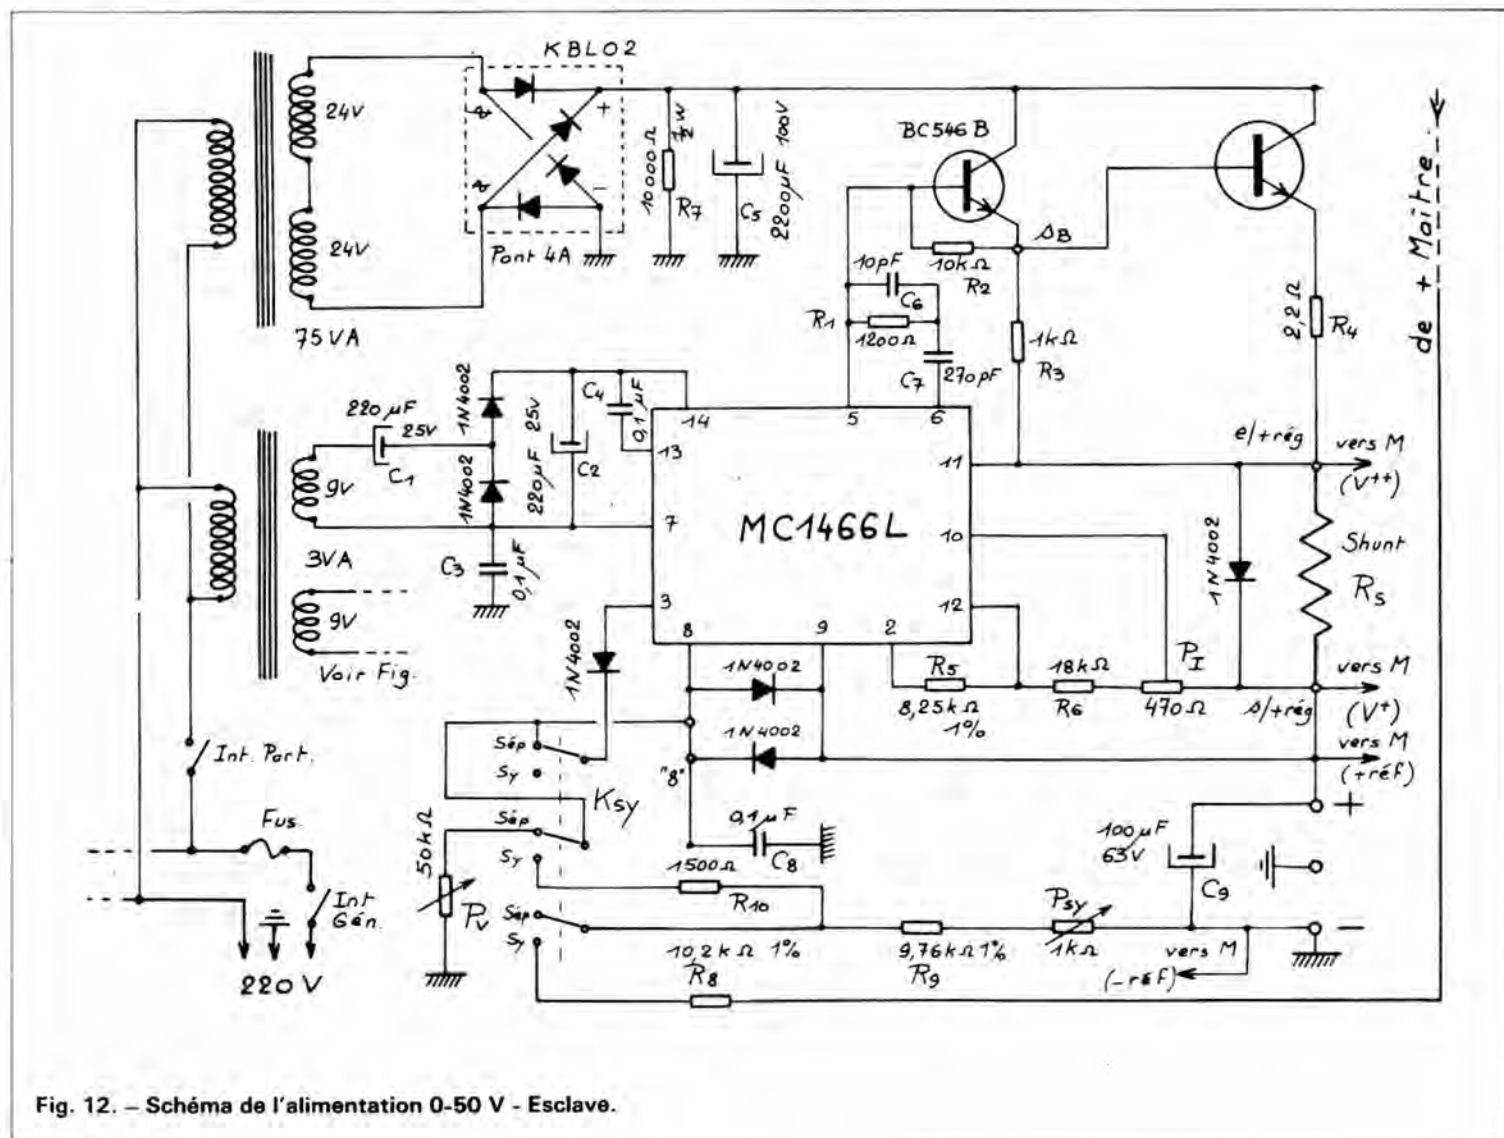 KBL02
24V
24V
75VA
Pont 4A
+
−
10000Ω
½W
R7
C5
2200µF 100V
BC546B
ΔB
10kΩ
R2
10pF
C6
R1
1200Ω
C7
270pF
1kΩ
R3
2,2Ω
R4
de + Maître
220µF
25V
C1
1N4002
1N4002
220µF 25V
C2
C4
0,1µF
C3
0,1µF
9V
3VA
9V
Voir Fig.
14
13
7
3
8
9
2
12
10
11
5
6
MC1466L
e/+rég
vers M
(V++)
1N4002
Shunt
Rs
PI
470Ω
s/+rég
vers M
(V+)
vers M
(+réf)
R5
8,25kΩ
1%
18kΩ
R6
1N4002
1N4002
1N4002
"8"
Sép
Sy
Ksy
Sép
Sy
Sép
Sy
0,1µF
C8
1500Ω
R10
50kΩ
Pv
10,2kΩ 1%
R8
9,76kΩ 1%
R9
Psy
1kΩ
100µF
63V
C9
+
−
vers M
(-réf)
Int. Part.
Fus.
Int
Gén.
220V
Fig. 12. – Schéma de l'alimentation 0-50 V - Esclave.